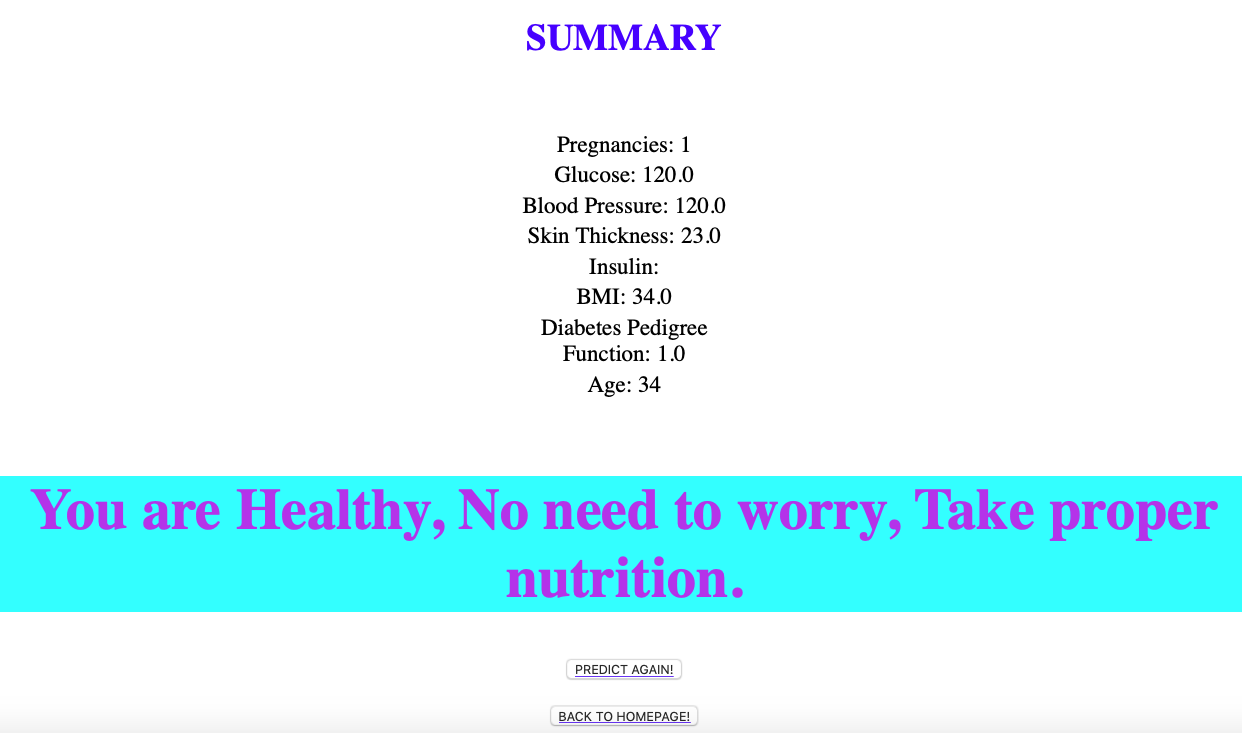 SUMMARY
Pregnancies: 1
Glucose: 120.0
Blood Pressure: 120.0
Skin Thickness: 23.0
Insulin:
BMI: 34.0
Diabetes Pedigree
Function: 1.0
Age: 34
You are Healthy, No need to worry, Take proper
nutrition.
PREDICT AGAIN!
BACK TO HOMEPAGE!